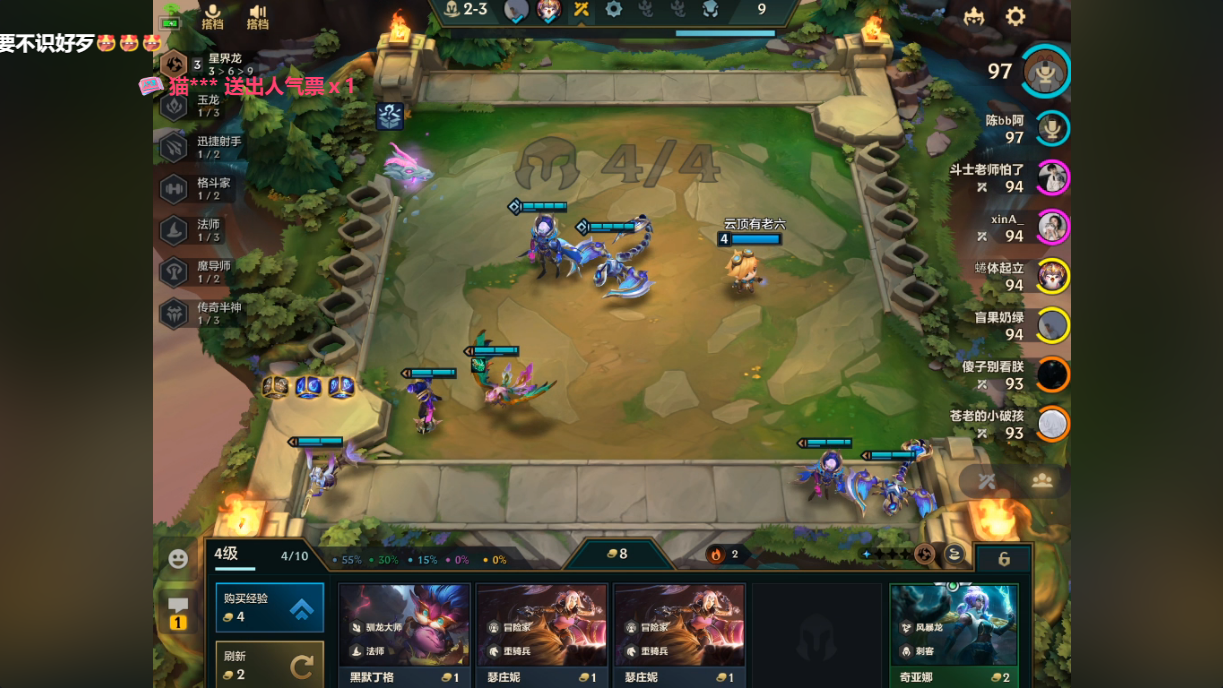 搭档
搭档
2-3
9
要不识好歹
3
星界龙
3 > 6 > 9
猫*** 送出人气票 x 1
玉龙
1 / 3
迅捷射手
1 / 2
格斗家
1 / 2
法师
1 / 3
魔导师
1 / 2
传奇半神
1 / 3
4/4
云顶有老六
4
97
陈bb阿
97
斗士老师怕了
94
xinA_
94
蜷体起立
94
盲果奶绿
94
傻子别看朕
93
苍老的小破孩
93
4级
4/10
55%
30%
15%
0%
0%
8
2
6
购买经验
4
刷新
2
1
驯龙大师
法师
黑默丁格
1
冒险家
重骑兵
瑟庄妮
1
冒险家
重骑兵
瑟庄妮
1
风暴龙
刺客
奇亚娜
2